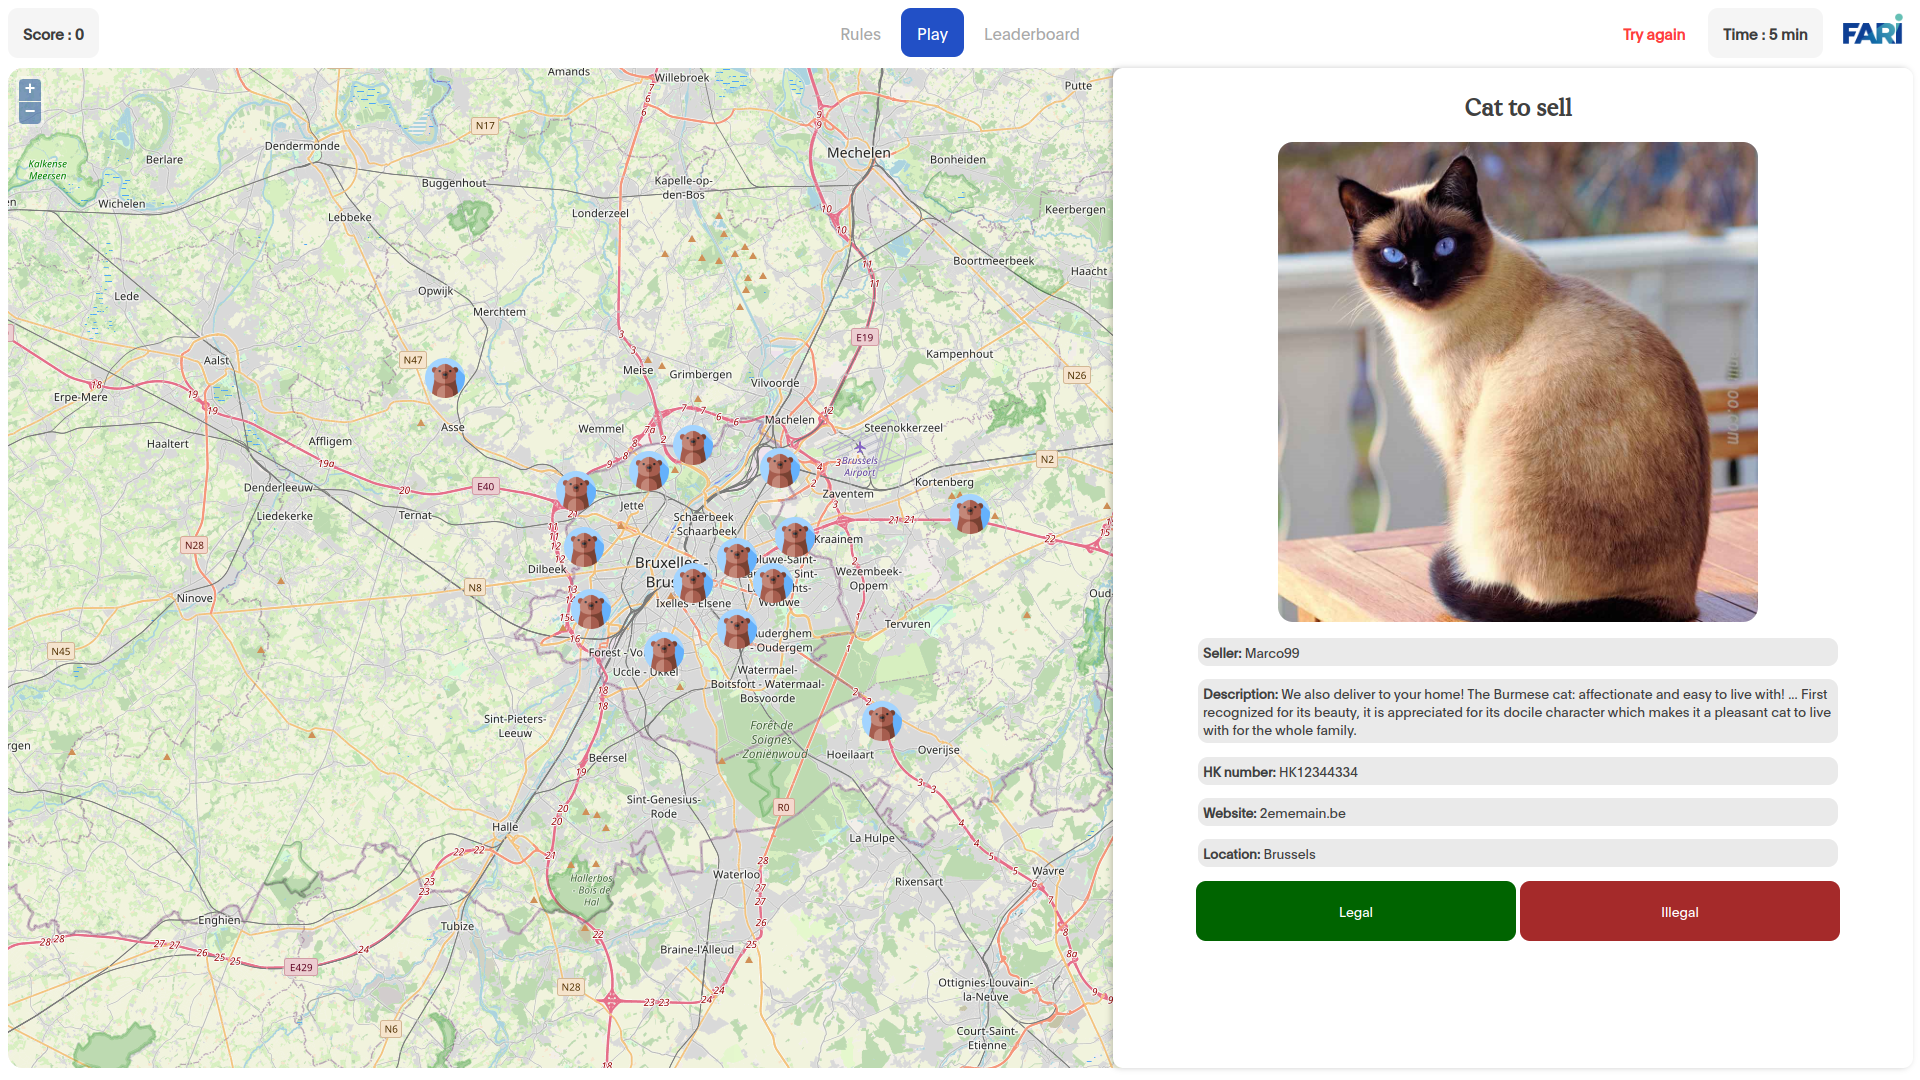 Score : 0
Rules
Play
Leaderboard
Try again
Time : 5 min
FARI
+
−
Amands
Willebroek
Putte
N17
Dendermonde
Mechelen
Berlare
Kalkense
Meersen
Bonheiden
Buggenhout
Kapelle-op-
den-Bos
Wichelen
Lebbeke
Londerzeel
Keerbergen
Boortmeerbeek
Haacht
Lede
Opwijk
Merchtem
E19
Kampenhout
Aalst
N47
Meise
Grimbergen
Vilvoorde
N26
Erpe-Mere
Asse
Wemmel
Machelen
Steenokkerzeel
Haaltert
Affligem
Brussels
Airport
N2
Denderleeuw
E40
Zaventem
Kortenberg
Liedekerke
Ternat
Jette
Schaerbeek
- Schaarbeek
N28
Kraainem
Dilbeek
Bruxelles -
Wezembeek-
Oppem
N8
Ninove
Ixelles - Elsene
Woluwe
Tervuren
N45
Auderghem
- Oudergem
Uccle - Ukkel
Watermael-
Boitsfort - Watermaal-
Bosvoorde
Sint-Pieters-
Leeuw
Forêt de
Soignes -
Zoniënwoud
Hoeilaart
Overijse
Beersel
Sint-Genesius-
Rode
R0
Halle
La Hulpe
Waterloo
Rixensart
Wavre
Hallerbos
- Bois de
Hal
Enghien
Tubize
Braine-l'Alleud
E429
N28
Ottignies-Louvain-
la-Neuve
N6
Court-Saint-
Etienne
Cat to sell
Seller: Marco99
Description: We also deliver to your home! The Burmese cat: affectionate and easy to live with! ... First
recognized for its beauty, it is appreciated for its docile character which makes it a pleasant cat to live
with for the whole family.
HK number: HK12344334
Website: 2ememain.be
Location: Brussels
Legal
Illegal